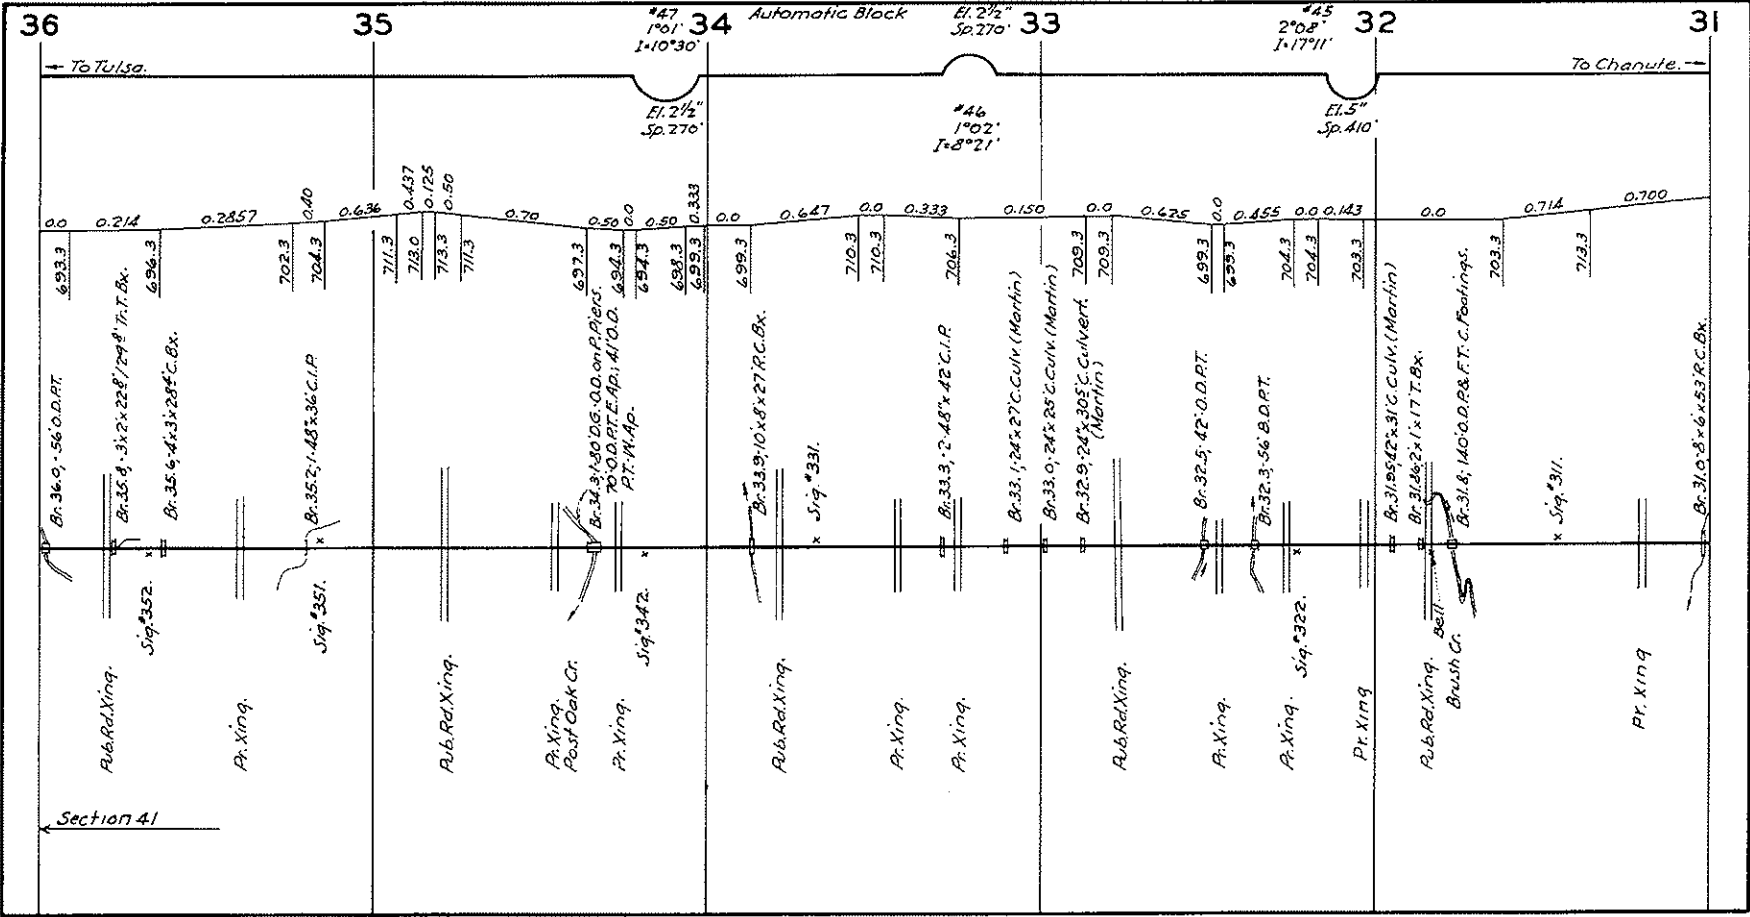 36
35
34
33
32
31
#47
1°01'
I=10°30'
Automatic Block
El. 2½"
Sp. 270'
#45
2°08'
I=17°11'
← To Tulsa.
To Chanute. →
El. 2½"
Sp. 270'
#46
1°02'
I=8°21'
El. 5"
Sp. 410'
0.0
0.214
0.2857
0.40
0.636
0.437
0.125
0.50
0.70
0.50
0.0
0.50
0.333
0.0
0.647
0.0
0.333
0.150
0.0
0.625
0.0
0.455
0.0
0.143
0.0
0.714
0.700
693.3
696.3
702.3
704.3
711.3
713.0
713.3
711.3
697.3
694.3
694.3
698.3
699.3
699.3
710.3
710.3
706.3
709.3
709.3
699.3
699.3
704.3
704.3
703.3
703.3
713.3
Br. 36.0, - 56' O.D.P.T.
Br. 35.8, - 3'x22⁸/29⁸' Tr. T. Bx.
Br. 35.6, - 4'x3'x28⁴' C. Bx.
Br. 35.2, 1-48"x36' C.I.P.
Br. 34.3, 1-80' D.G. O.D. on P. Piers.
70' O.D.P.T. E. Ap.; 41' O.D.
P.T. W. Ap.
Br. 33.9, - 10'x8'x27' R.C. Bx.
Sig. #331.
Br. 33.3, - 2-48" x 42' C.I.P.
Br. 33.1, - 24"x27' C. Culv. (Martin)
Br. 33.0, - 24"x25' C. Culv. (Martin)
Br. 32.9, - 24"x30⁵' C. Culvert.
(Martin)
Br. 32.5, - 42' O.D.P.T.
Br. 32.3, - 56' B.D.P.T.
Br. 31.95, 42"x31' C. Culv. (Martin)
Br. 31.86, 2'x1'x17' T. Bx.
Br. 31.8, 140' O.D.P. & F.T. C. Footings.
Sig. #311.
Br. 31.0, - 8'x6'x53' R.C. Bx.
Pub. Rd. Xing.
Sig. #352.
Pr. Xing.
Sig. #351.
Pub. Rd. Xing.
Pr. Xing.
Post Oak Cr.
Pr. Xing.
Sig. #342.
Pub. Rd. Xing.
Pr. Xing.
Pr. Xing.
Pub. Rd. Xing.
Pr. Xing.
Pr. Xing.
Sig. #322.
Pr. Xing
Pub. Rd. Xing.
Bell
Brush Cr.
Pr. Xing
Section 41